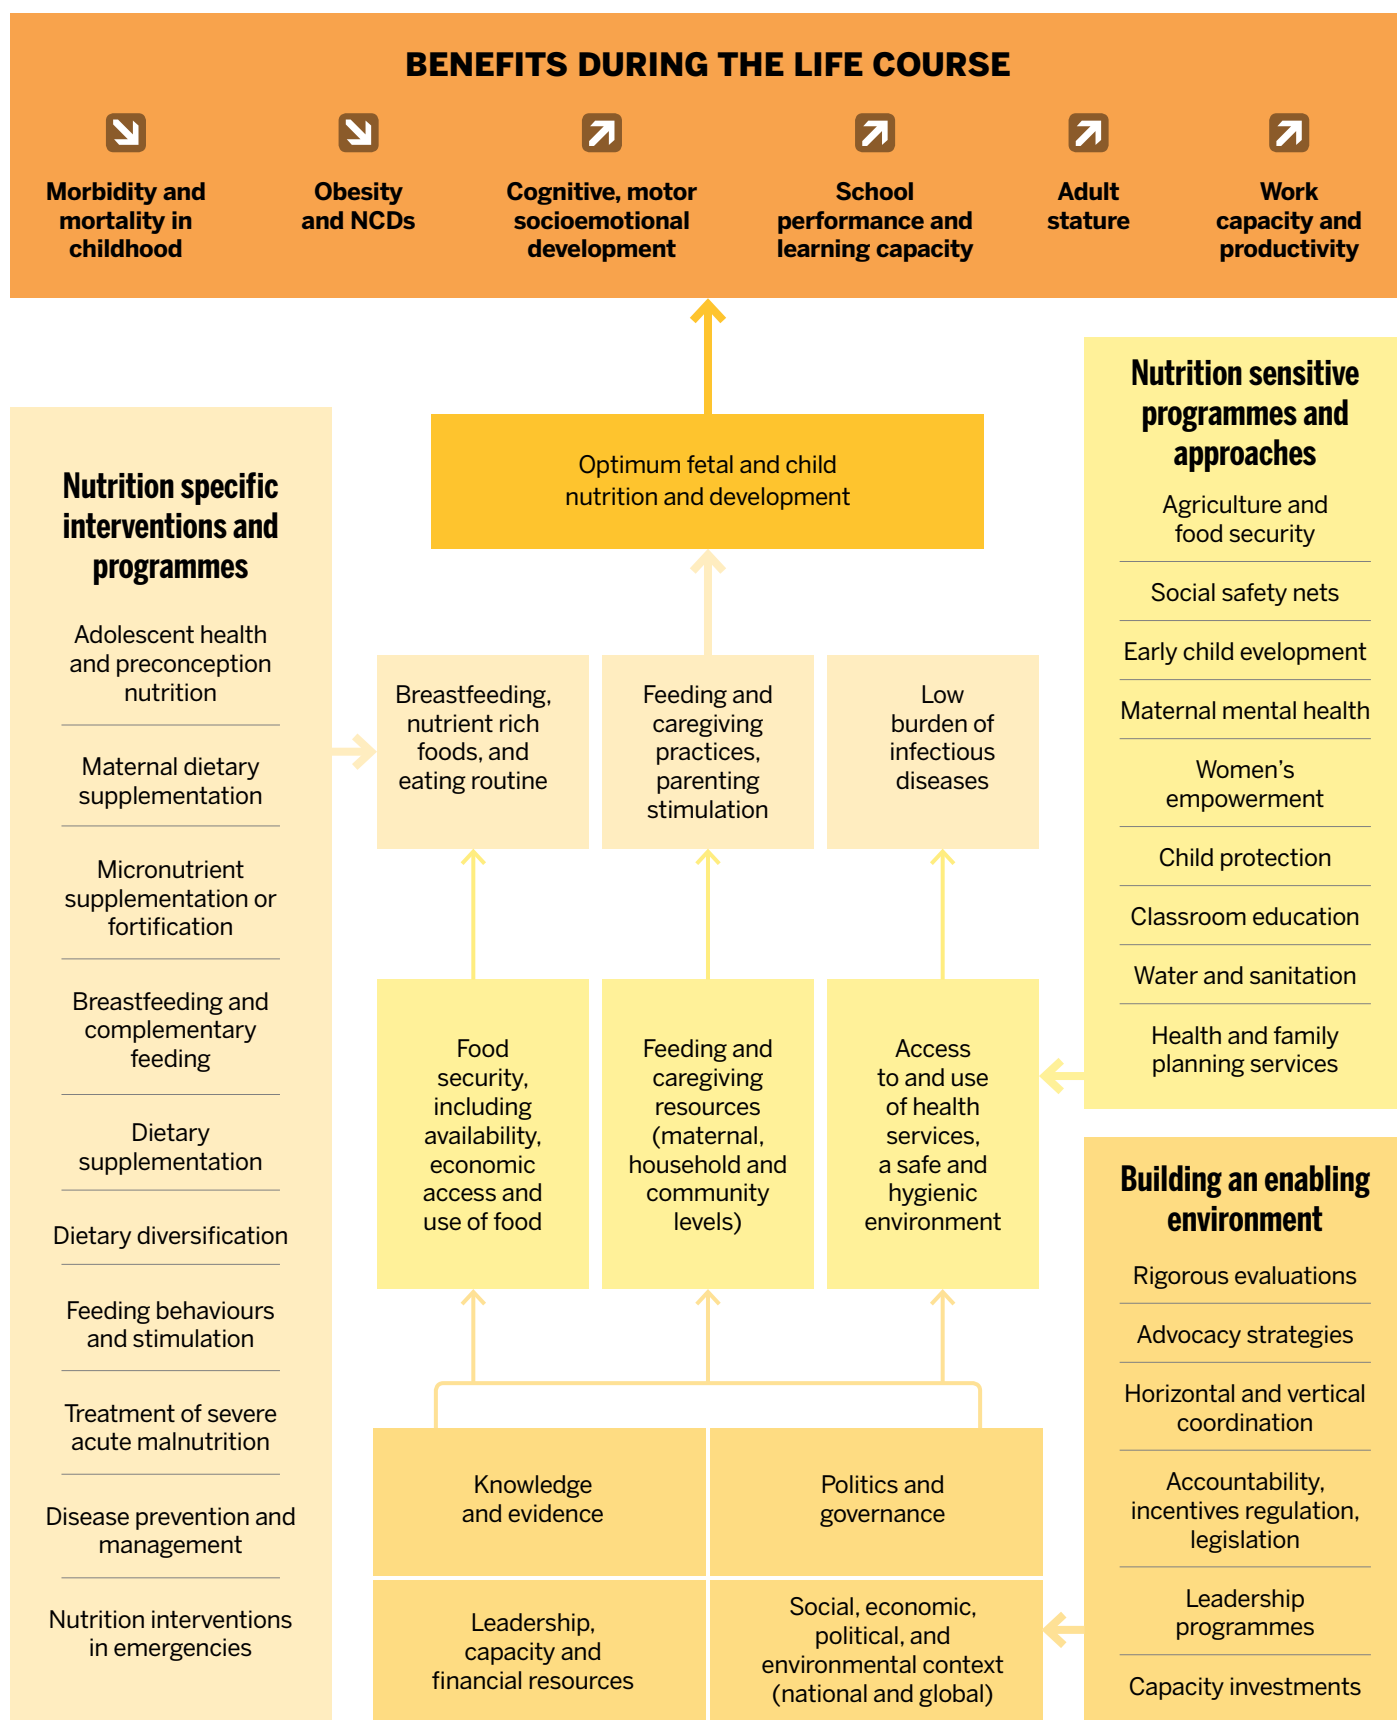 BENEFITS DURING THE LIFE COURSE
Morbidity and
mortality in
childhood
Obesity
and NCDs
Cognitive, motor
socioemotional
development
School
performance and
learning capacity
Adult
stature
Work
capacity and
productivity
Nutrition specific
interventions and
programmes
Adolescent health
and preconception
nutrition
Maternal dietary
supplementation
Micronutrient
supplementation or
fortification
Breastfeeding and
complementary
feeding
Dietary
supplementation
Dietary diversification
Feeding behaviours
and stimulation
Treatment of severe
acute malnutrition
Disease prevention and
management
Nutrition interventions
in emergencies
Optimum fetal and child
nutrition and development
Breastfeeding,
nutrient rich
foods, and
eating routine
Feeding and
caregiving
practices,
parenting
stimulation
Low
burden of
infectious
diseases
Food
security,
including
availability,
economic
access and
use of food
Feeding and
caregiving
resources
(maternal,
household and
community
levels)
Access
to and use
of health
services,
a safe and
hygienic
environment
Knowledge
and evidence
Politics and
governance
Leadership,
capacity and
financial resources
Social, economic,
political, and
environmental context
(national and global)
Nutrition sensitive
programmes and
approaches
Agriculture and
food security
Social safety nets
Early child evelopment
Maternal mental health
Women's
empowerment
Child protection
Classroom education
Water and sanitation
Health and family
planning services
Building an enabling
environment
Rigorous evaluations
Advocacy strategies
Horizontal and vertical
coordination
Accountability,
incentives regulation,
legislation
Leadership
programmes
Capacity investments